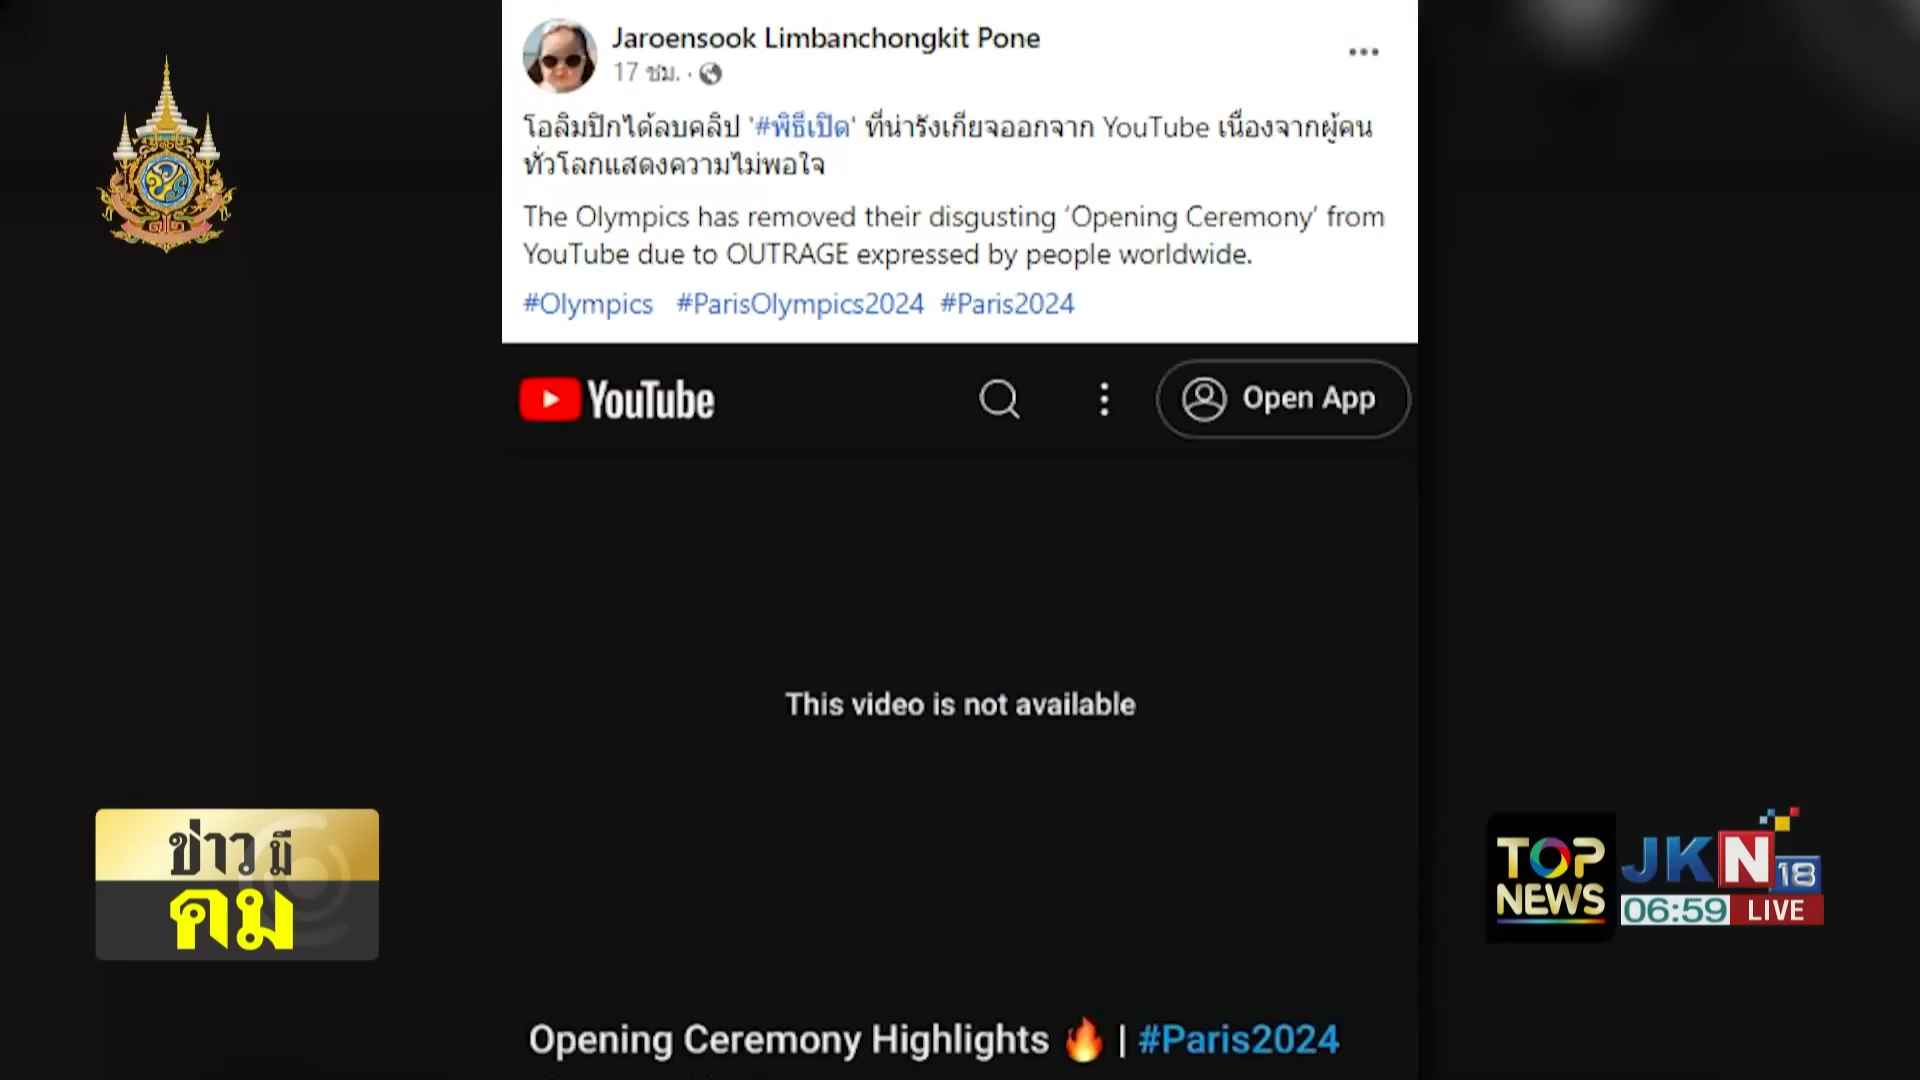 Jaroensook Limbanchongkit Pone
17 ชม. ·
โอลิมปิกได้ลบคลิป '#พิธีเปิด' ที่น่ารังเกียจออกจาก YouTube เนื่องจากผู้คน
ทั่วโลกแสดงความไม่พอใจ
The Olympics has removed their disgusting ‘Opening Ceremony’ from
YouTube due to OUTRAGE expressed by people worldwide.
#Olympics #ParisOlympics2024 #Paris2024
YouTube
Open App
This video is not available
ข่าวมี
คม
TOP
NEWS
JKN18
06:59 LIVE
Opening Ceremony Highlights 🔥 | #Paris2024